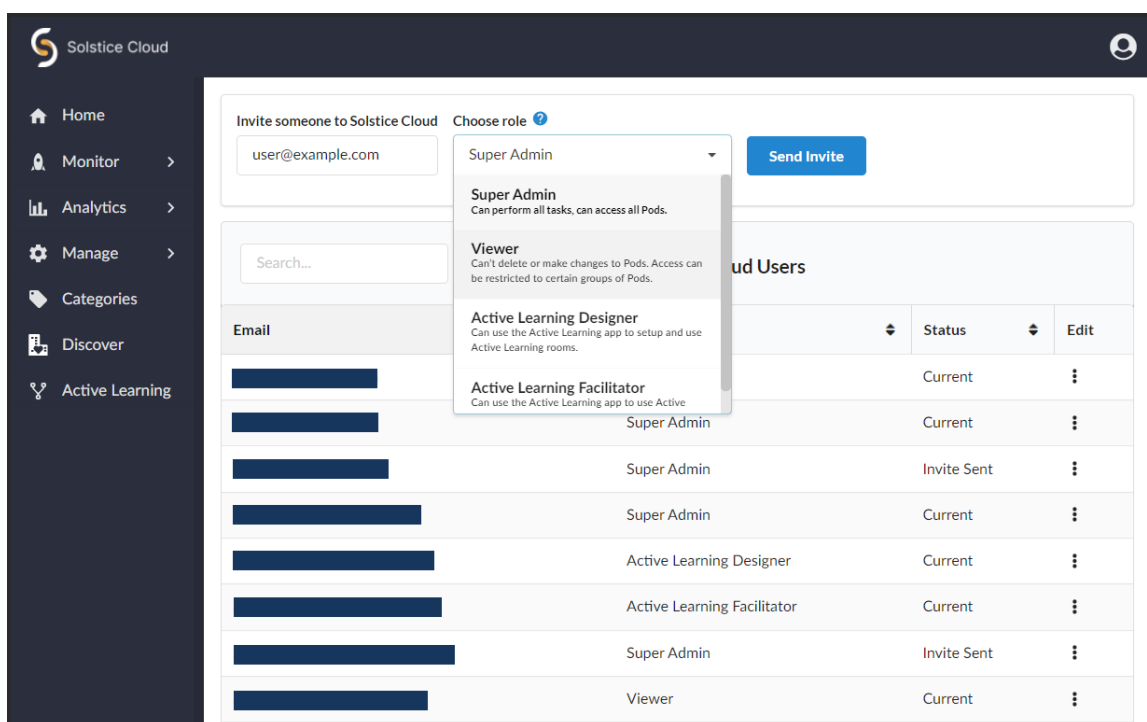 Solstice Cloud
Home
Monitor
Analytics
Manage
Categories
Discover
Active Learning
Invite someone to Solstice Cloud
Choose role ?
user@example.com
Super Admin
Send Invite
Super Admin
Can perform all tasks, can access all Pods.
Viewer
Can't delete or make changes to Pods. Access can
be restricted to certain groups of Pods.
Active Learning Designer
Can use the Active Learning app to setup and use
Active Learning rooms.
Active Learning Facilitator
Can use the Active Learning app to use Active
Search...
ud Users
Email
Status
Edit
Current
Super Admin
Current
Super Admin
Invite Sent
Super Admin
Current
Active Learning Designer
Current
Active Learning Facilitator
Current
Super Admin
Invite Sent
Viewer
Current